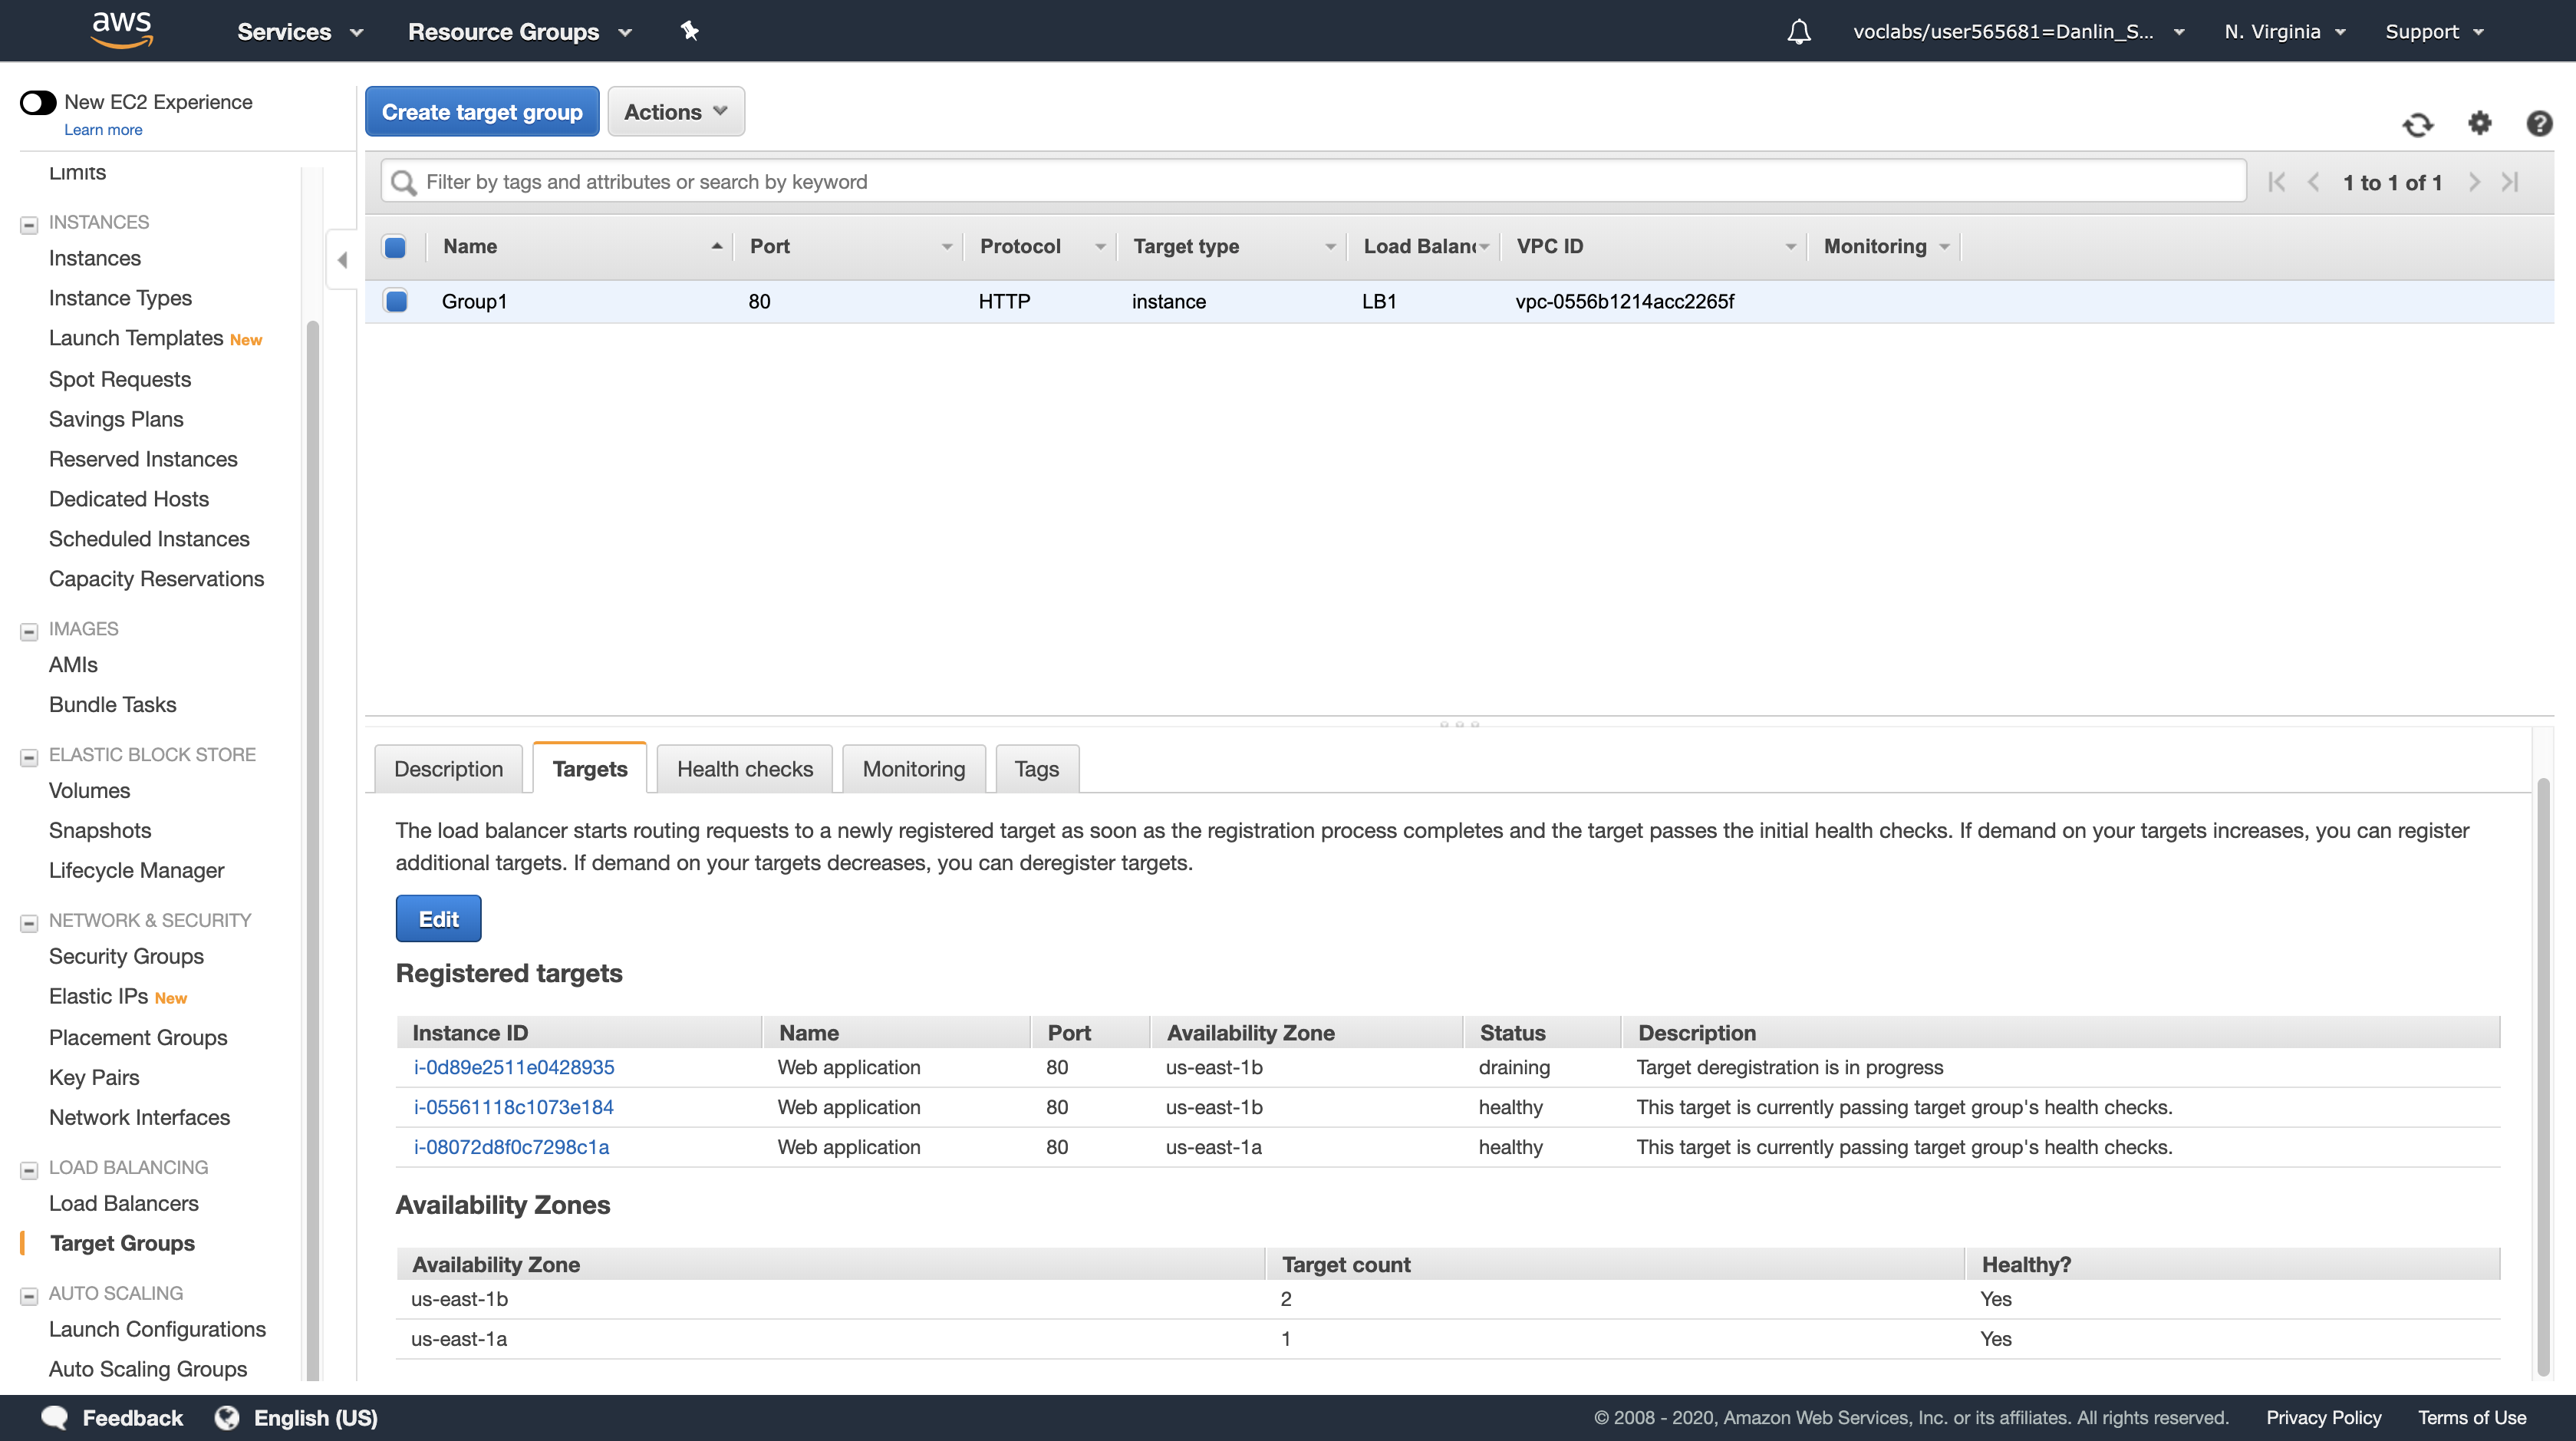 aws Services Resource Groups voclabs/user565681=Danlin_S... N. Virginia Support
New EC2 Experience
Learn more
Limits
INSTANCES
Instances
Instance Types
Launch Templates New
Spot Requests
Savings Plans
Reserved Instances
Dedicated Hosts
Scheduled Instances
Capacity Reservations
IMAGES
AMIs
Bundle Tasks
ELASTIC BLOCK STORE
Volumes
Snapshots
Lifecycle Manager
NETWORK & SECURITY
Security Groups
Elastic IPs New
Placement Groups
Key Pairs
Network Interfaces
LOAD BALANCING
Load Balancers
Target Groups
AUTO SCALING
Launch Configurations
Auto Scaling Groups
Create target group Actions
Filter by tags and attributes or search by keyword 1 to 1 of 1
Name Port Protocol Target type Load Balanc VPC ID Monitoring
Group1 80 HTTP instance LB1 vpc-0556b1214acc2265f
Description Targets Health checks Monitoring Tags
The load balancer starts routing requests to a newly registered target as soon as the registration process completes and the target passes the initial health checks. If demand on your targets increases, you can register
additional targets. If demand on your targets decreases, you can deregister targets.
Edit
Registered targets
Instance ID Name Port Availability Zone Status Description
i-0d89e2511e0428935 Web application 80 us-east-1b draining Target deregistration is in progress
i-05561118c1073e184 Web application 80 us-east-1b healthy This target is currently passing target group's health checks.
i-08072d8f0c7298c1a Web application 80 us-east-1a healthy This target is currently passing target group's health checks.
Availability Zones
Availability Zone Target count Healthy?
us-east-1b 2 Yes
us-east-1a 1 Yes
Feedback English (US) © 2008 - 2020, Amazon Web Services, Inc. or its affiliates. All rights reserved. Privacy Policy Terms of Use